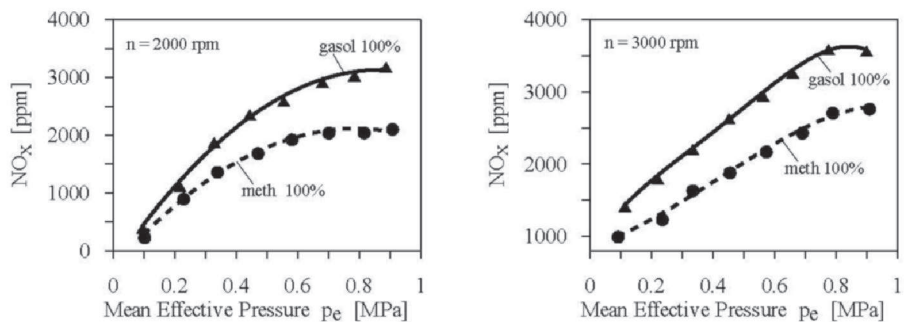 n = 2000 rpm
gasol 100%
meth 100%
NOX [ppm]
4000
3000
2000
1000
0
0 0.2 0.4 0.6 0.8 1
Mean Effective Pressure pe [MPa]
n = 3000 rpm
gasol 100%
meth 100%
NOX [ppm]
4000
3000
2000
1000
0 0.2 0.4 0.6 0.8 1
Mean Effective Pressure pe [MPa]